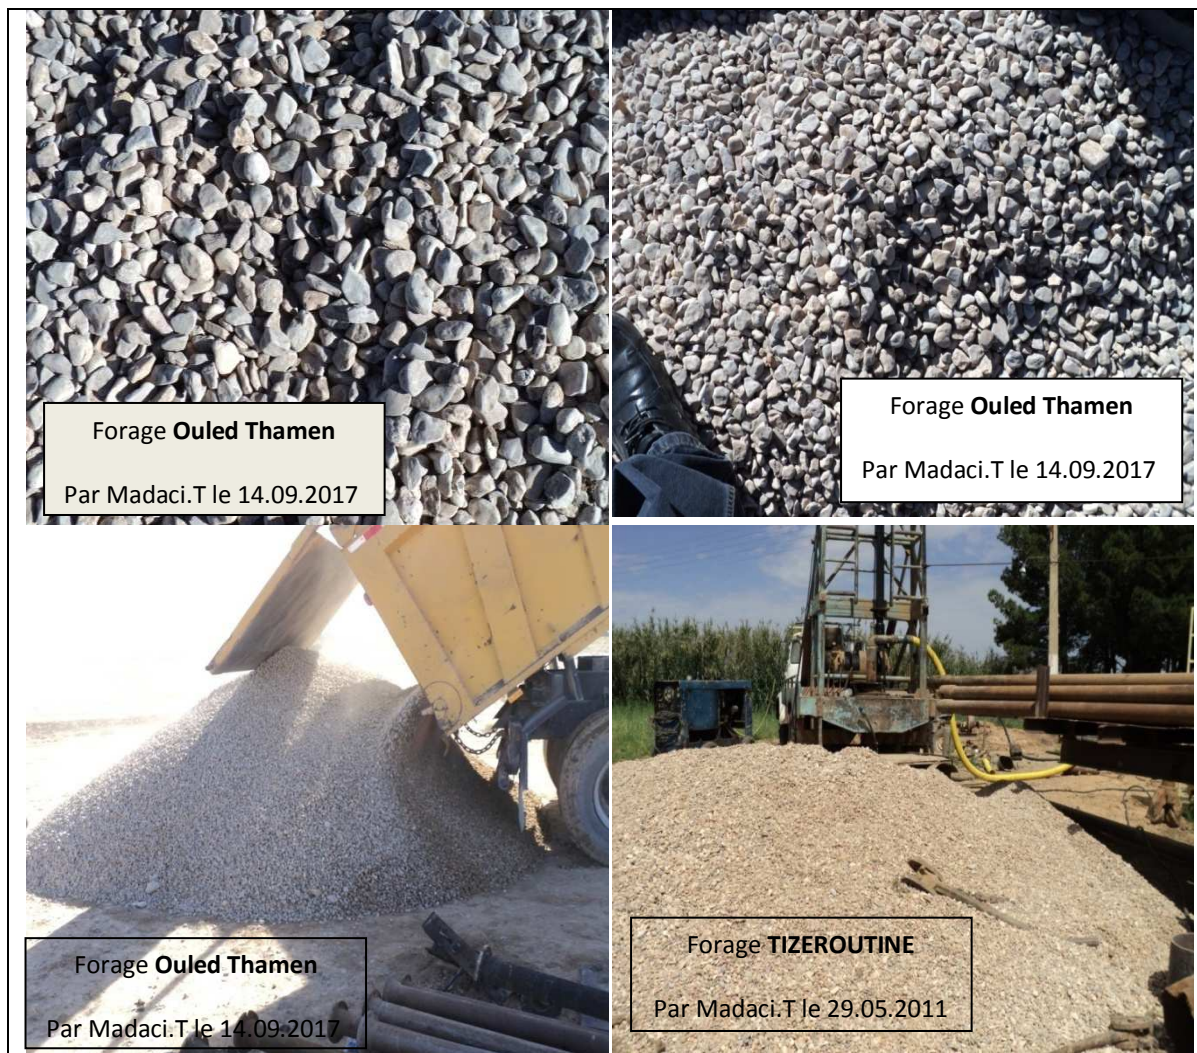 Forage Ouled Thamen
Par Madaci.T le 14.09.2017
Forage Ouled Thamen
Par Madaci.T le 14.09.2017
Forage Ouled Thamen
Par Madaci.T le 14.09.2017
Forage TIZEROUTINE
Par Madaci.T le 29.05.2011